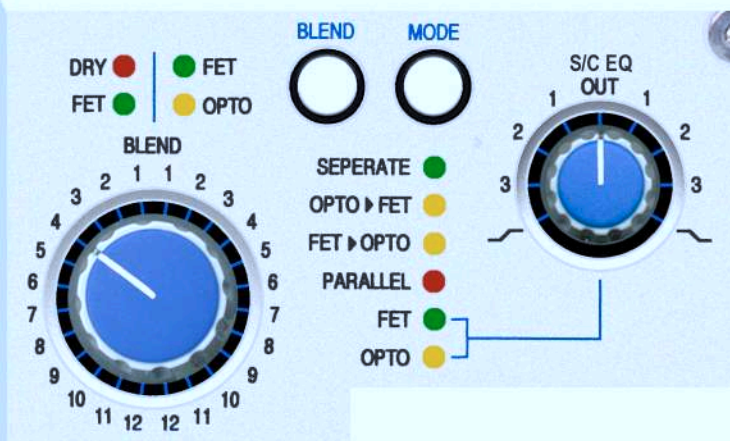 BLEND MODE
DRY FET
FET OPTO
S/C EQ
OUT
1 1
2 2
3 3
BLEND
1 1
2 2
3 3
4 4
5 5
6 6
7 7
8 8
9 9
10 10
11 11
12 12
SEPERATE
OPTO ▶ FET
FET ▶ OPTO
PARALLEL
FET
OPTO